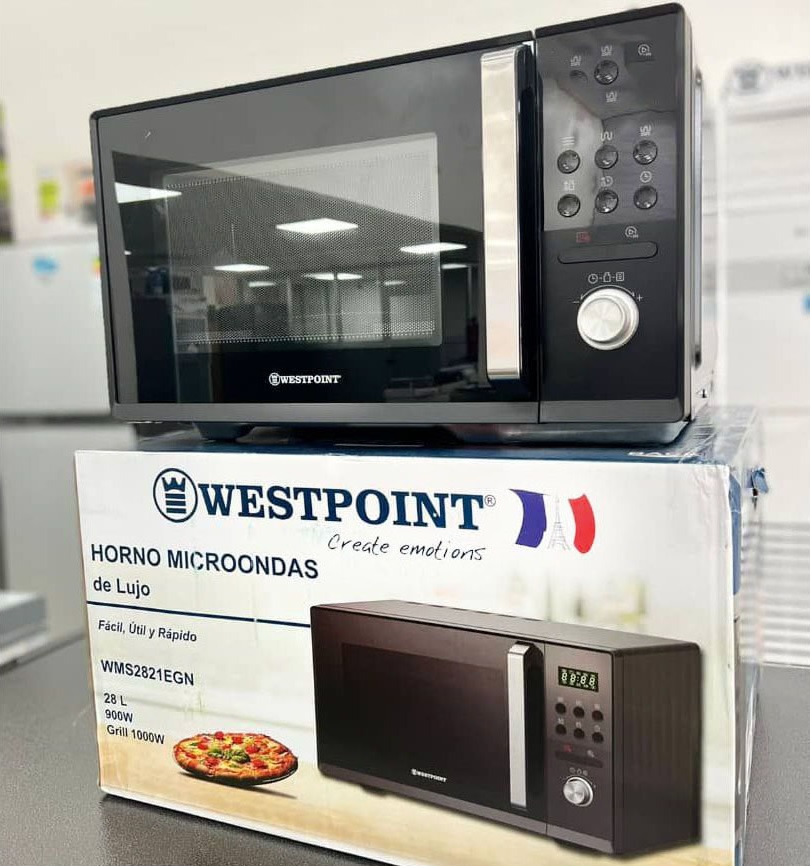 WESTPOINT
WESTPOINT®
Create emotions
HORNO MICROONDAS
de Lujo
Fácil, Útil y Rápido
WMS2821EGN
28 L
900W
Grill 1000W
88:88
WESTPOINT